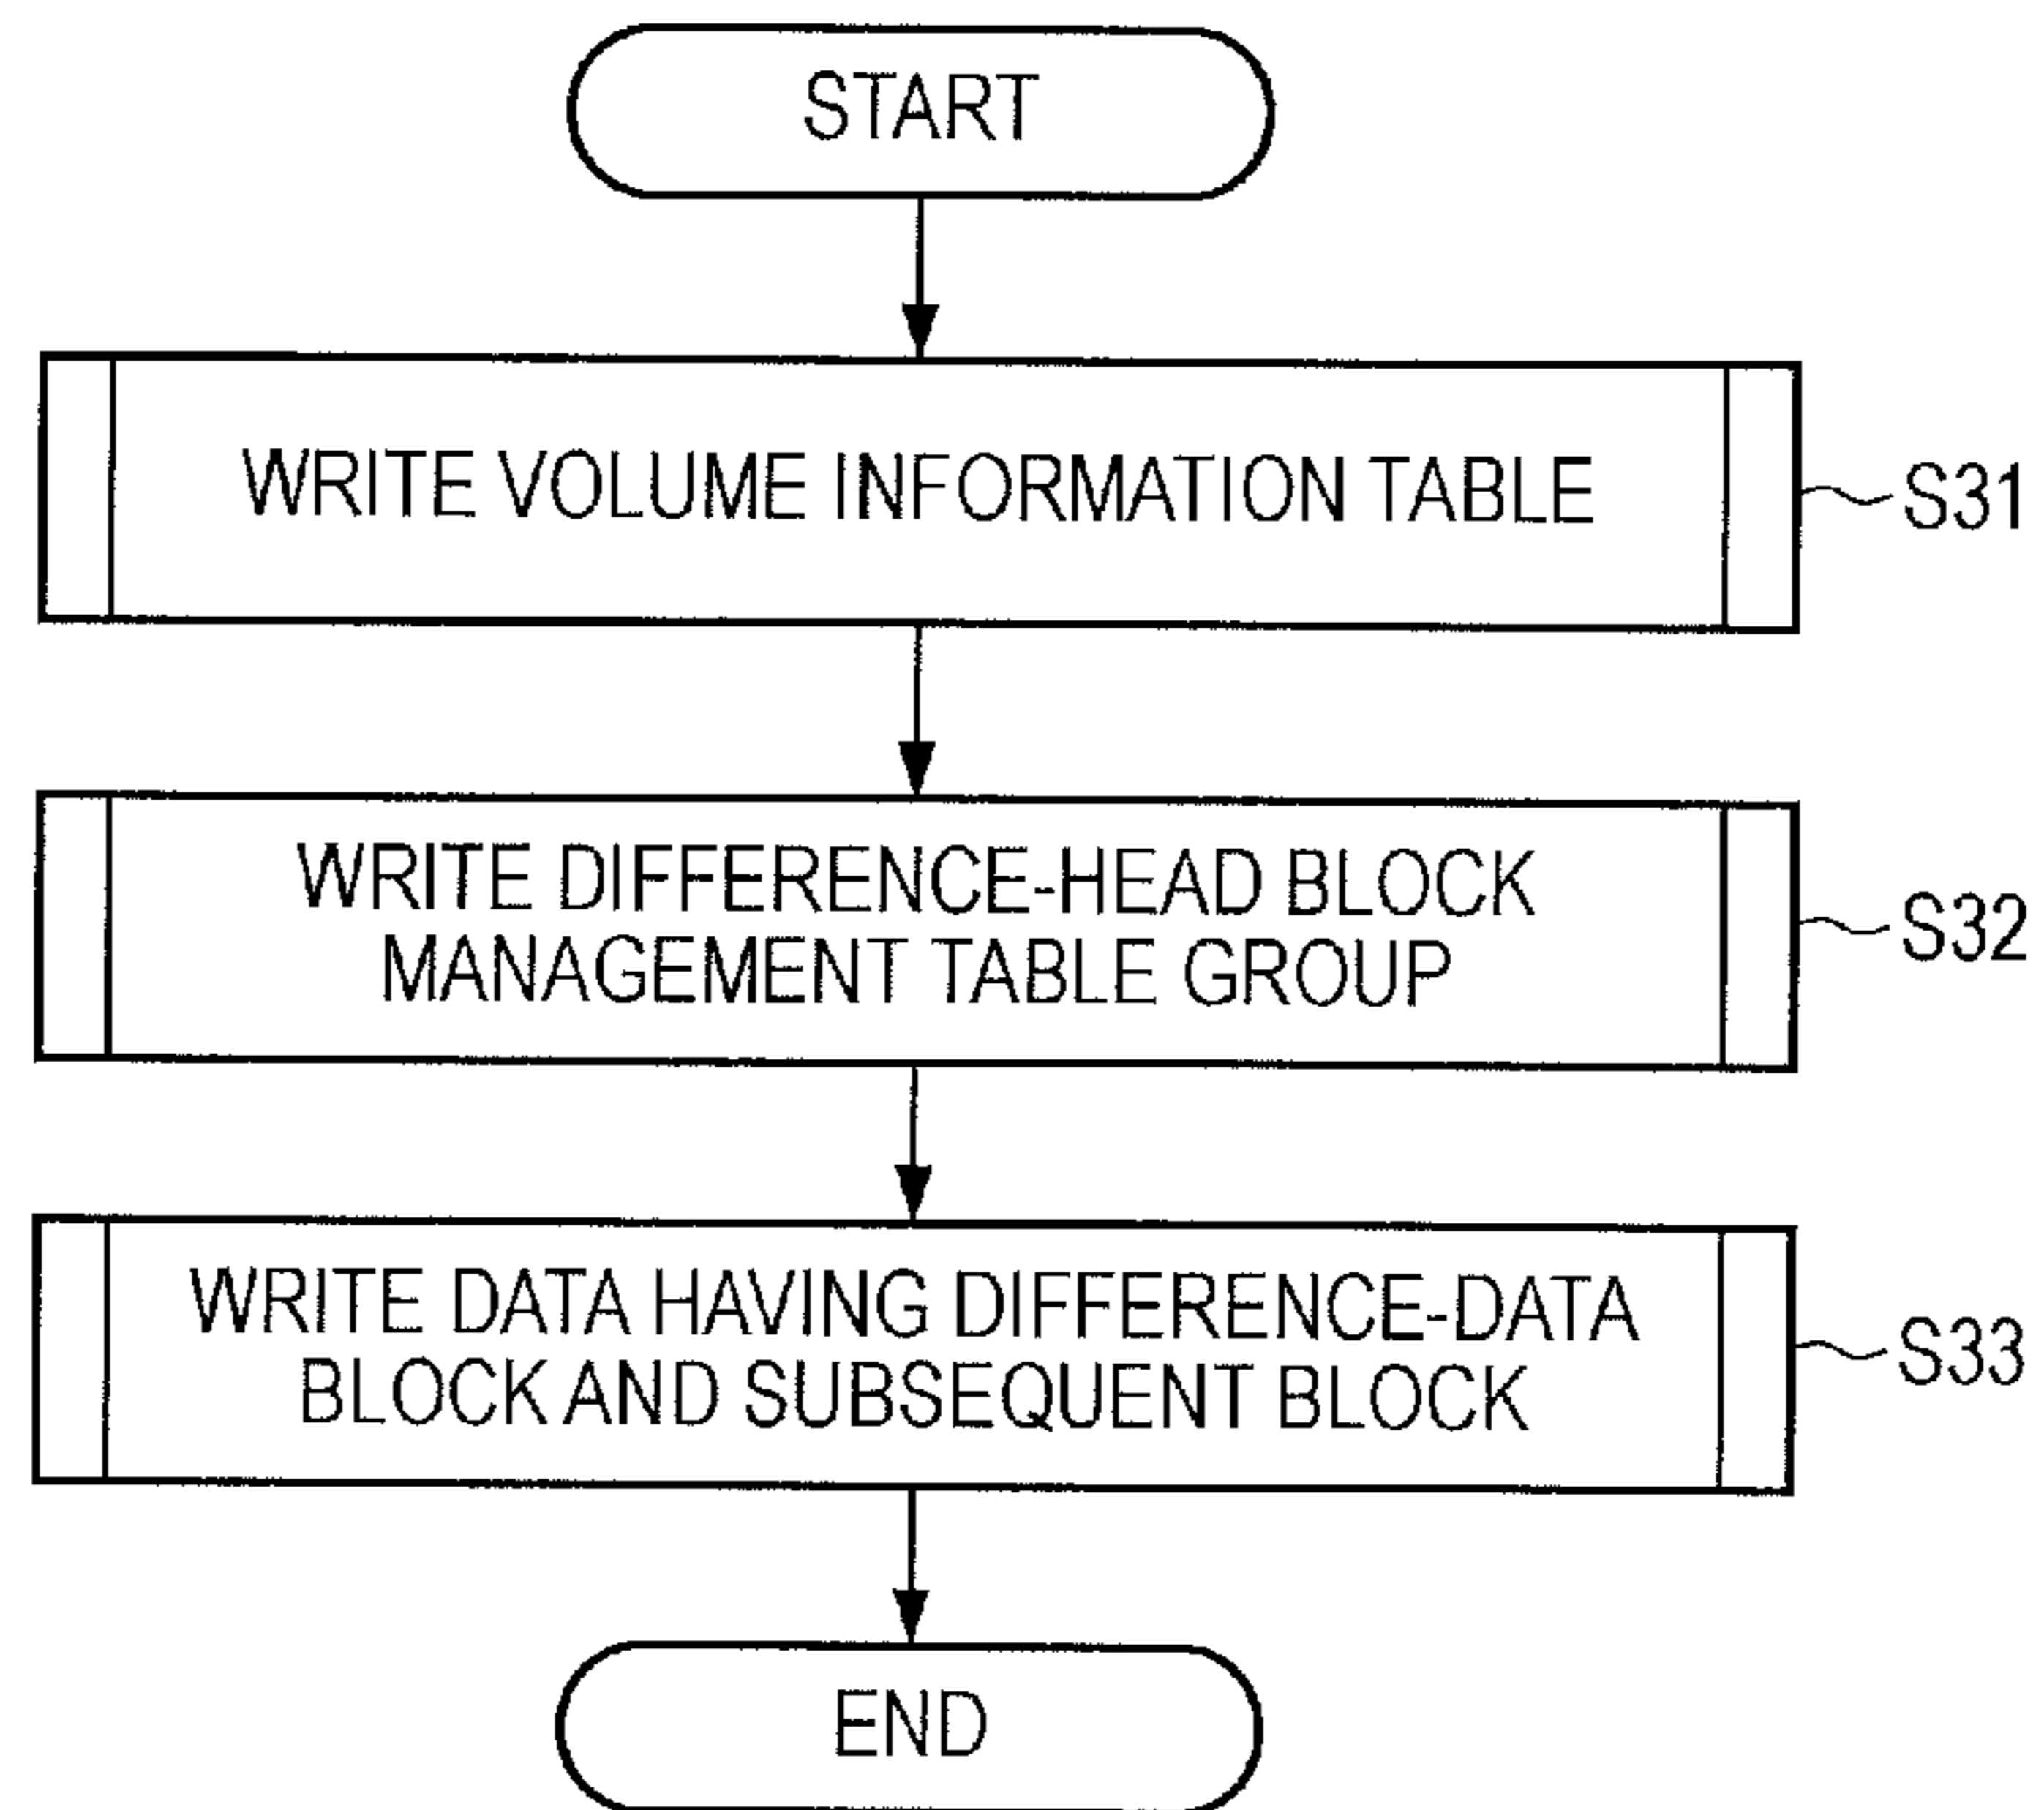 START
WRITE VOLUME INFORMATION TABLE
S31
WRITE DIFFERENCE-HEAD BLOCK
MANAGEMENT TABLE GROUP
S32
WRITE DATA HAVING DIFFERENCE-DATA
BLOCK AND SUBSEQUENT BLOCK
S33
END